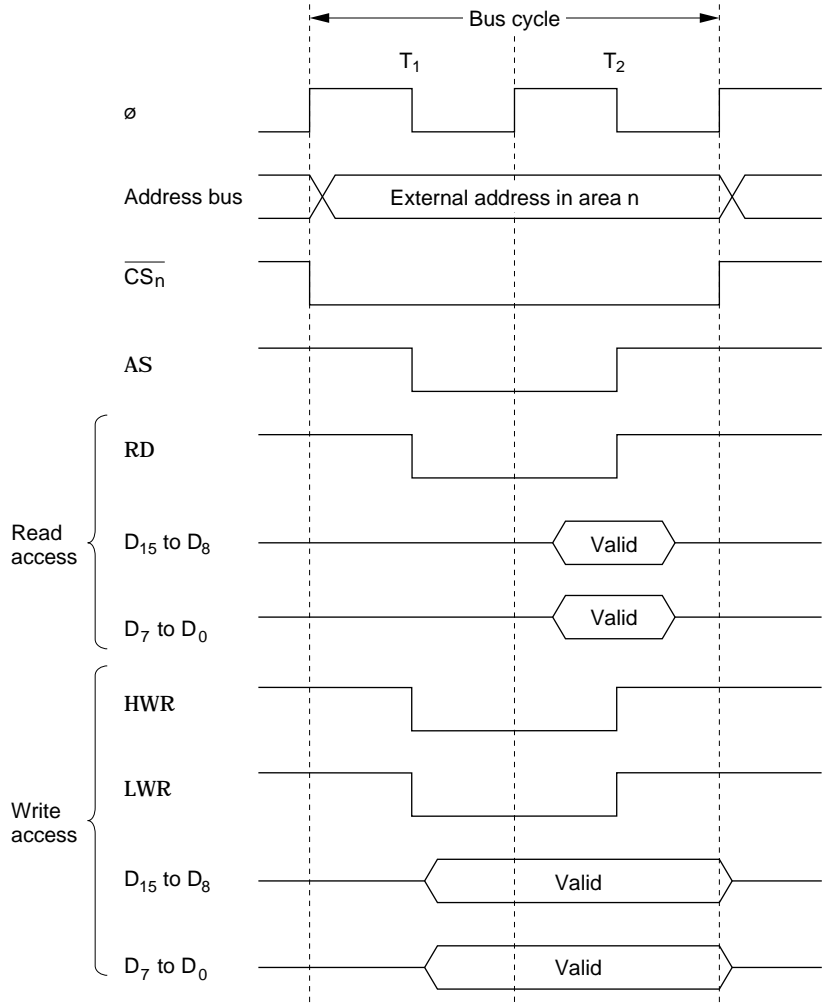 Bus cycle
T1 T2
ø
Address bus External address in area n
CSn
AS
RD
Read
access
D15 to D8 Valid
D7 to D0 Valid
HWR
LWR
Write
access
D15 to D8 Valid
D7 to D0 Valid